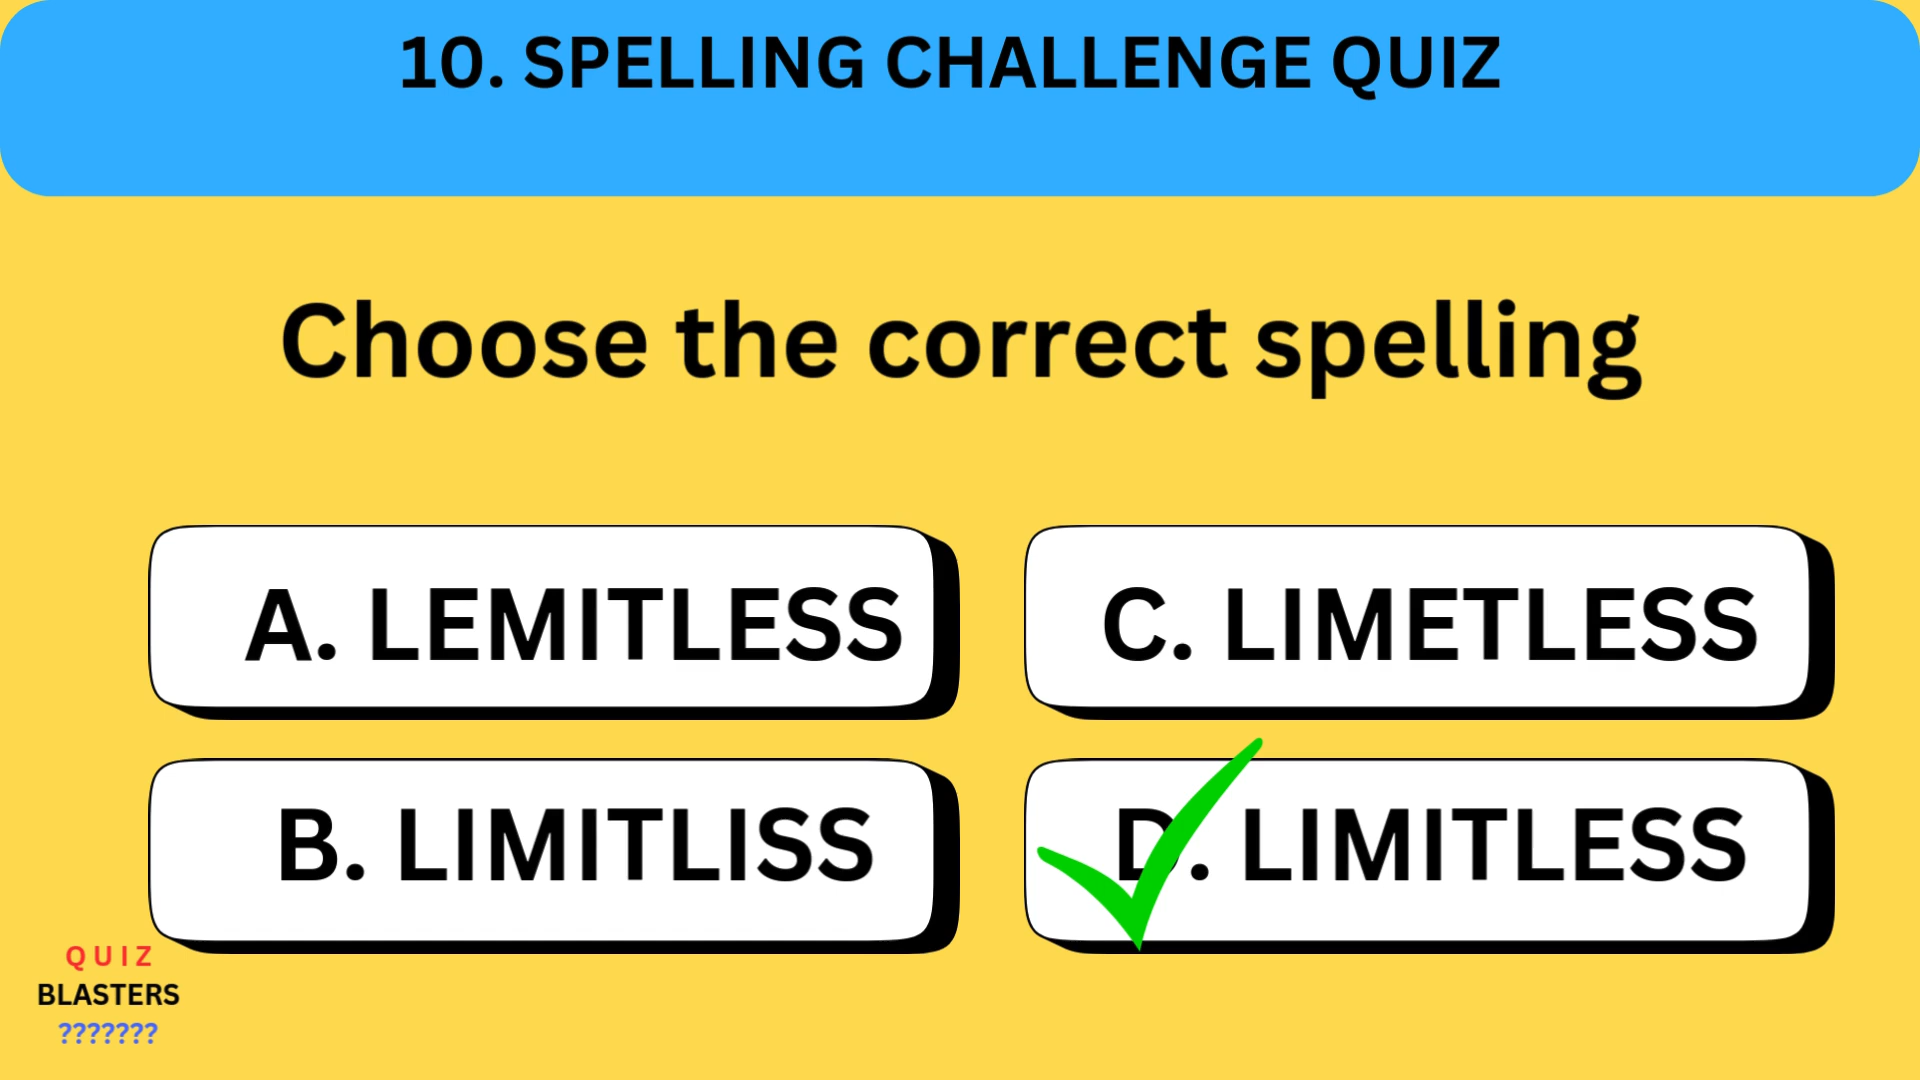 10. SPELLING CHALLENGE QUIZ
Choose the correct spelling
A. LEMITLESS
C. LIMETLESS
B. LIMITLISS
D. LIMITLESS
QUIZ
BLASTERS
???????